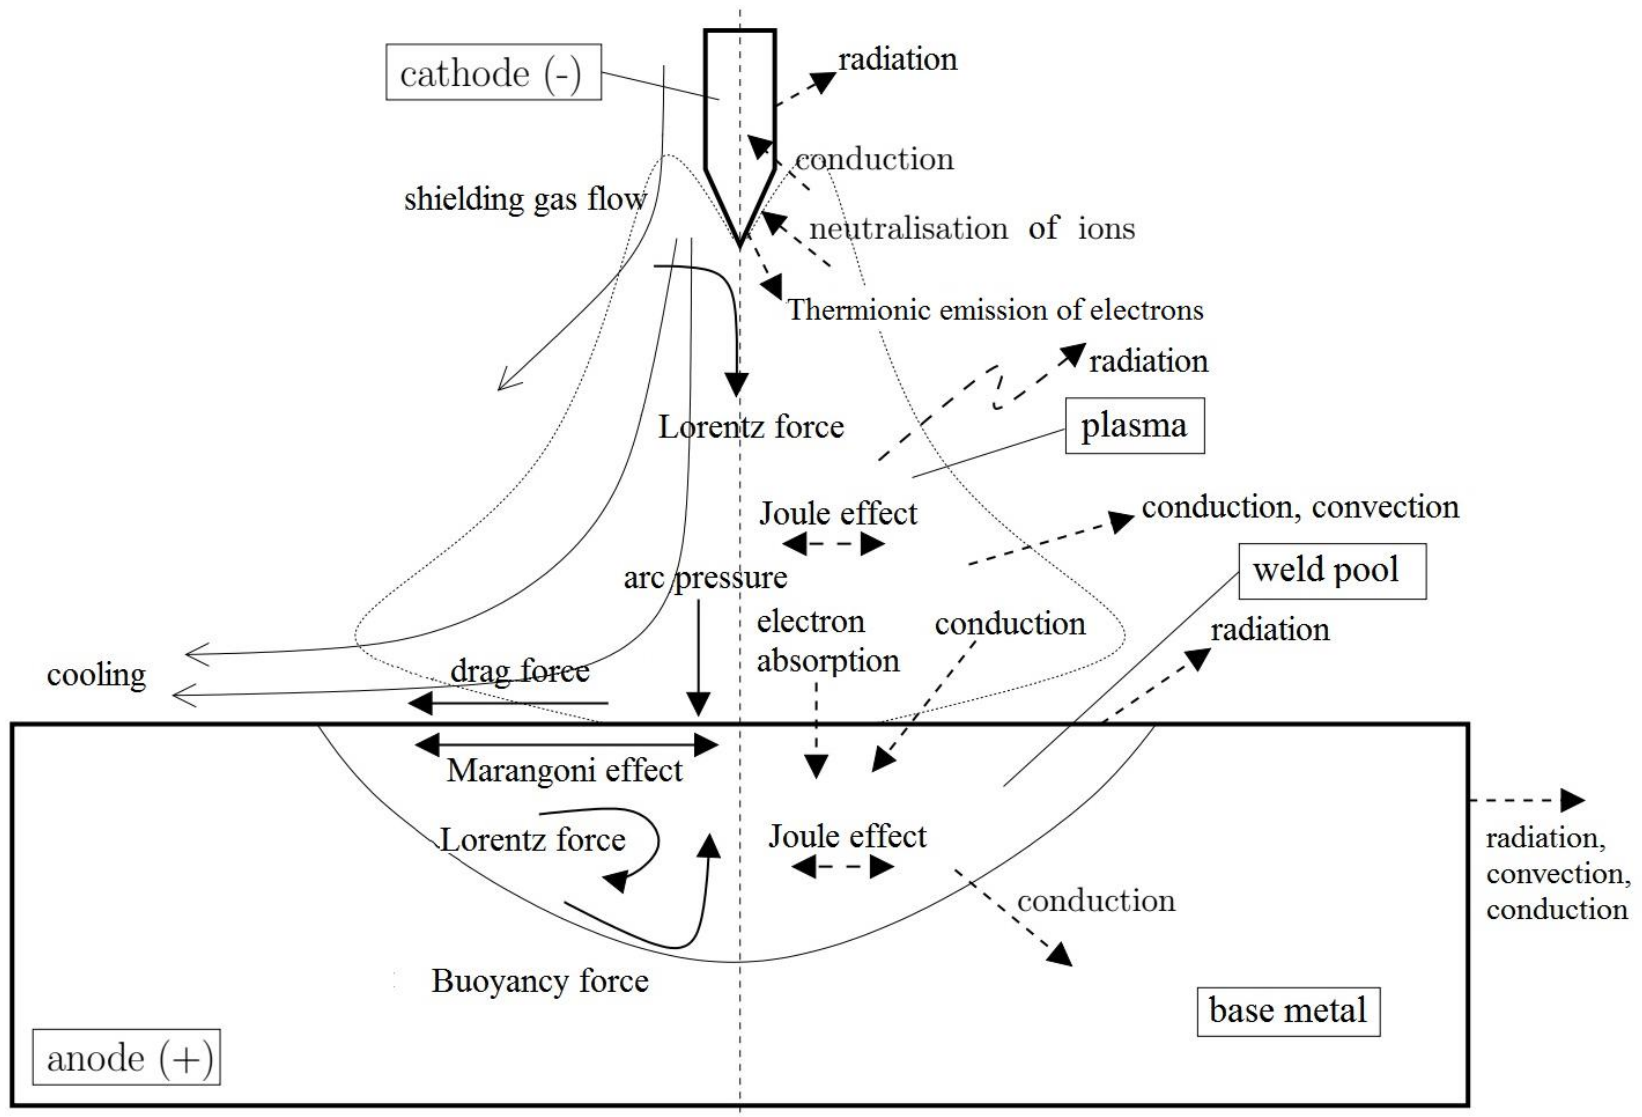 radiation
cathode (-)
conduction
shielding gas flow
neutralisation of ions
Thermionic emission of electrons
radiation
Lorentz force
plasma
Joule effect
conduction, convection
arc pressure
weld pool
electron
absorption
conduction
radiation
cooling
drag force
Marangoni effect
Lorentz force
Joule effect
radiation,
convection,
conduction
conduction
Buoyancy force
base metal
anode (+)